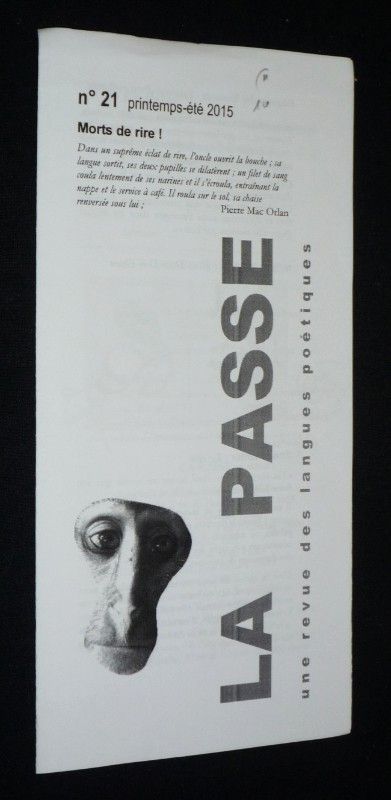 n° 21 printemps-été 2015
Morts de rire !
Dans un suprême éclat de rire, l'oncle ouvrit la bouche ; sa
langue sortit, ses deux pupilles se dilatèrent ; un filet de sang
coula lentement de ses narines et il s'écroula, entraînant la
nappe et le service à café. Il roula sur le sol, sa chaise
renversée sous lui ;
Pierre Mac Orlan
LA PASSE
une revue des langues poétiques